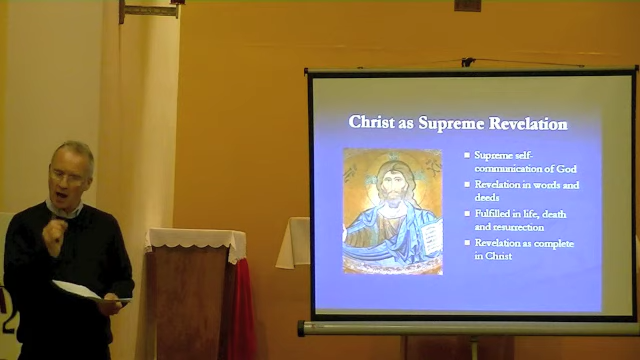 Christ as Supreme Revelation
Supreme self-
communication of God
Revelation in words and
deeds
Fulfilled in life, death
and resurrection
Revelation as complete
in Christ
2